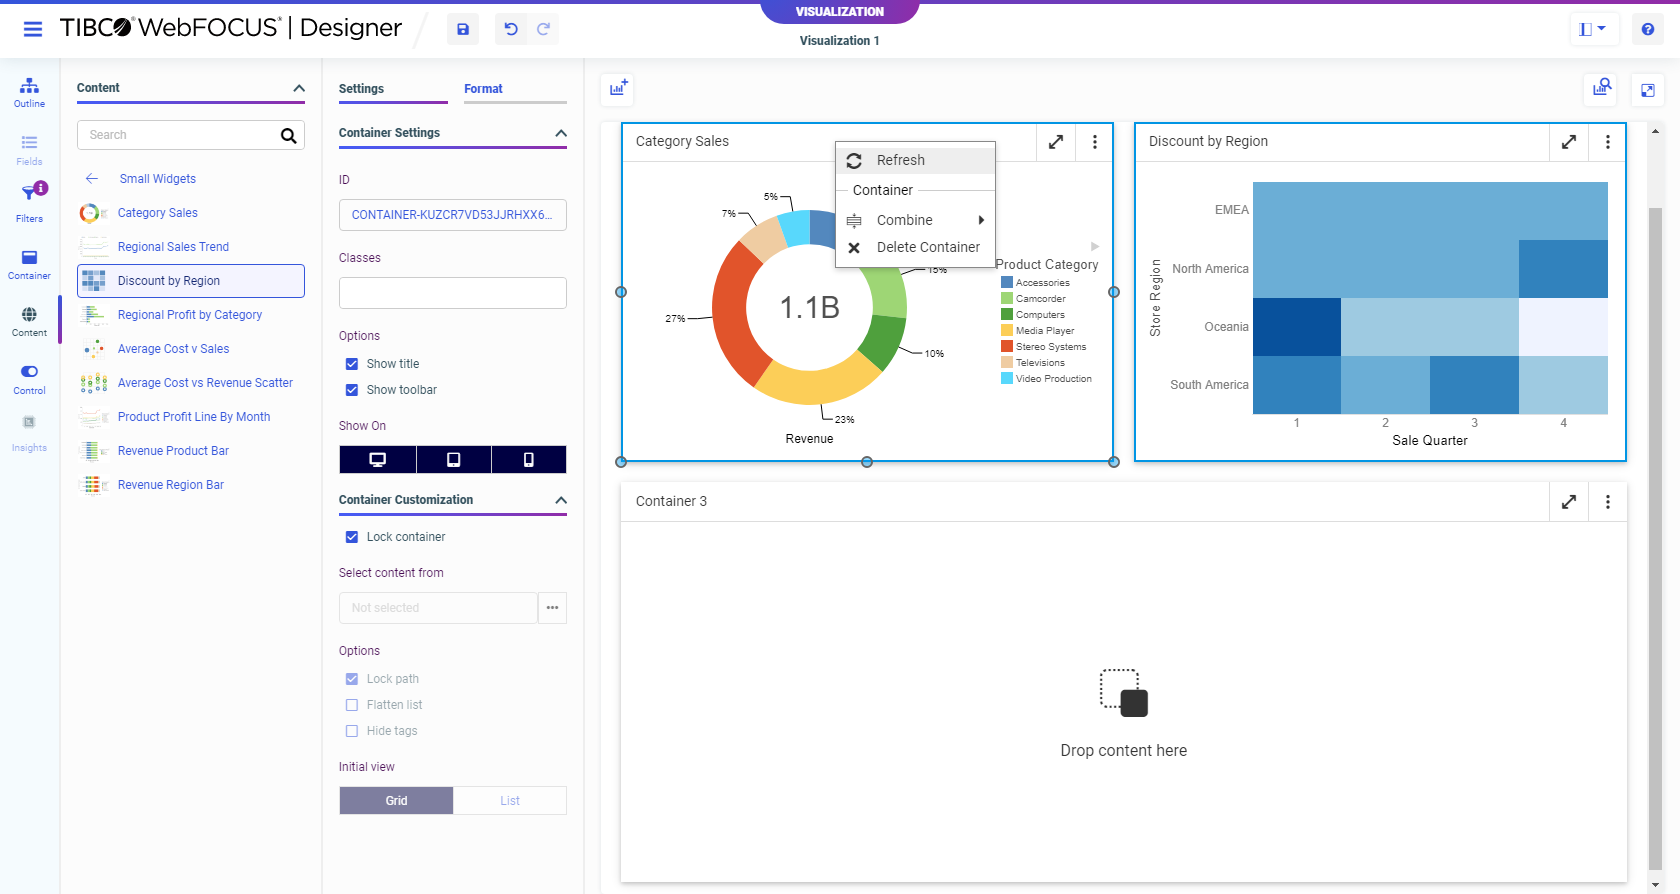 VISUALIZATION
TIBCO® WebFOCUS® | Designer
Visualization 1
Outline
Fields
Filters
Container
Content
Control
Insights
Content
Search
Small Widgets
Category Sales
Regional Sales Trend
Discount by Region
Regional Profit by Category
Average Cost v Sales
Average Cost vs Revenue Scatter
Product Profit Line By Month
Revenue Product Bar
Revenue Region Bar
Settings
Format
Container Settings
ID
CONTAINER-KUZCR7VD53JJRHXX6...
Classes
Options
Show title
Show toolbar
Show On
Container Customization
Lock container
Select content from
Not selected
Options
Lock path
Flatten list
Hide tags
Initial view
Grid
List
Category Sales
Refresh
Container
Combine
Delete Container
5%
7%
15%
27%
1.1B
10%
23%
Revenue
Product Category
Accessories
Camcorder
Computers
Media Player
Stereo Systems
Televisions
Video Production
Discount by Region
Store Region
EMEA
North America
Oceania
South America
1 2 3 4
Sale Quarter
Container 3
Drop content here